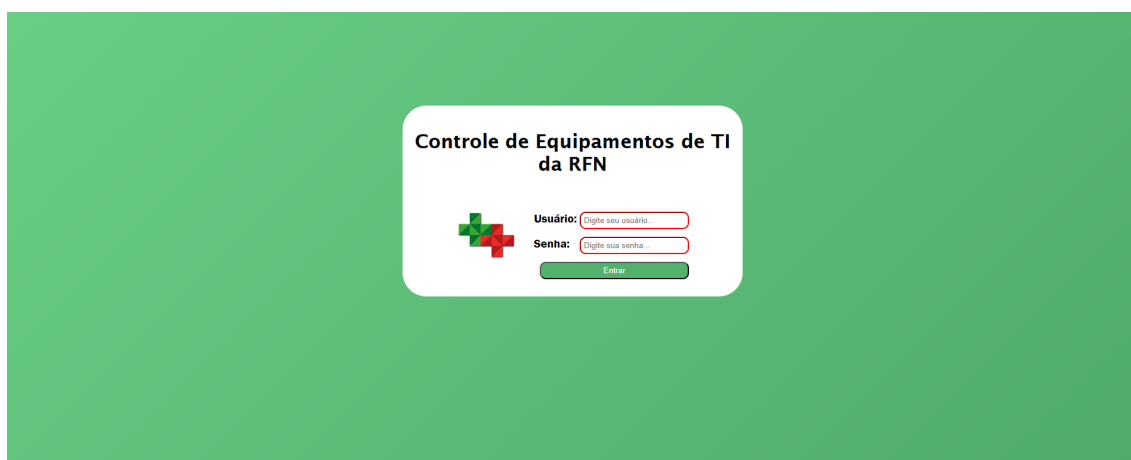 Controle de Equipamentos de TI
da RFN
Usuário: Digite seu usuário...
Senha: Digite sua senha...
Entrar